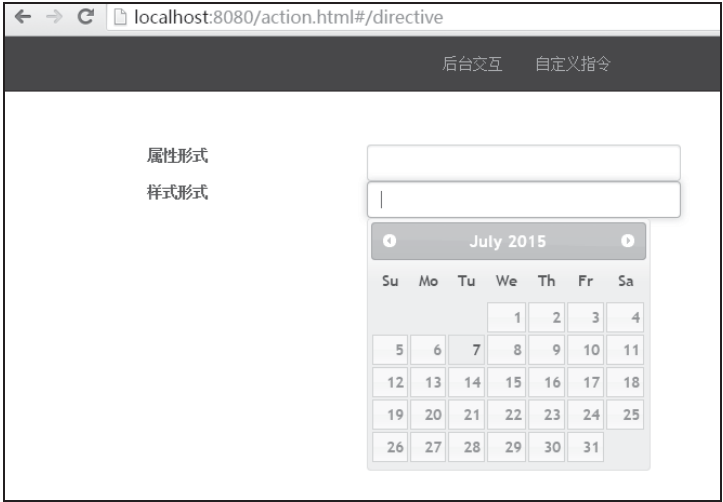 localhost:8080/action.html#/directive
后台交互 自定义指令
属性形式
样式形式
July 2015
Su Mo Tu We Th Fr Sa
1 2 3 4
5 6 7 8 9 10 11
12 13 14 15 16 17 18
19 20 21 22 23 24 25
26 27 28 29 30 31